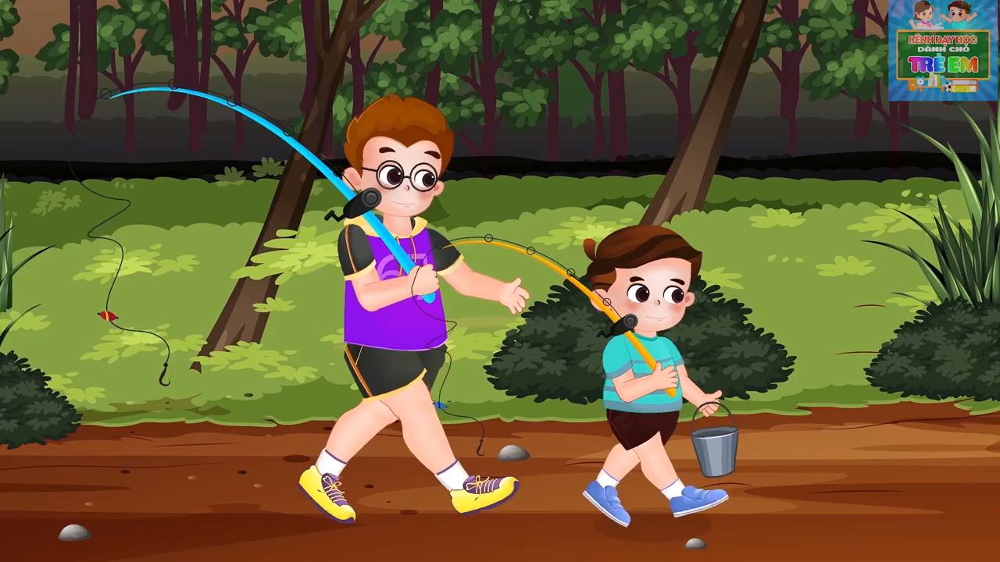 KÊNH DẠY HỌC
DÀNH CHO
TRẺ EM